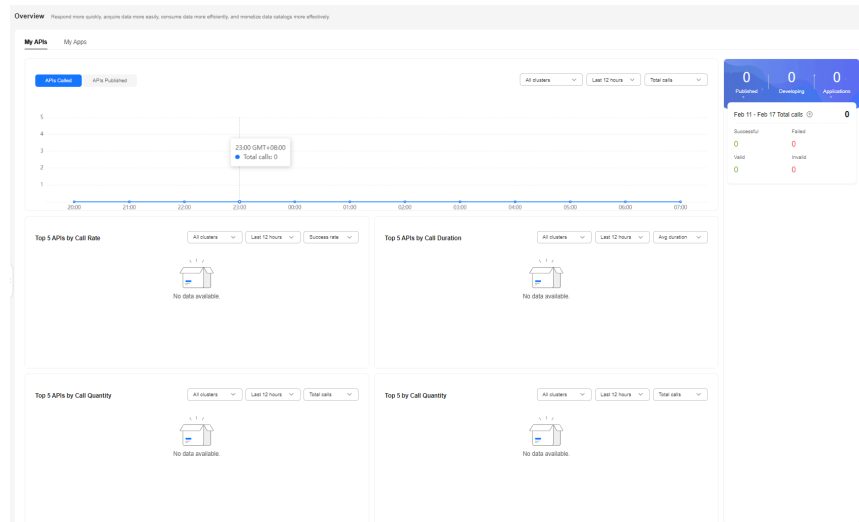 Overview Respond more quickly, acquire data more easily, consume data more efficiently, and monetize data catalogs more effectively.
My APIs My Apps
APIs Called APIs Published
All clusters Last 12 hours Total calls
5
4
3
2
1
23:00 GMT+08:00
Total calls: 0
20:00 21:00 22:00 23:00 00:00 01:00 02:00 03:00 04:00 05:00 06:00 07:00
0 0 0
Published Developing Applications
Feb 11 - Feb 17 Total calls 0
Successful Failed
0 0
Valid Invalid
0 0
Top 5 APIs by Call Rate All clusters Last 12 hours Success rate
No data available.
Top 5 APIs by Call Duration All clusters Last 12 hours Avg duration
No data available.
Top 5 APIs by Call Quantity All clusters Last 12 hours Total calls
No data available.
Top 5 by Call Quantity All clusters Last 12 hours Total calls
No data available.